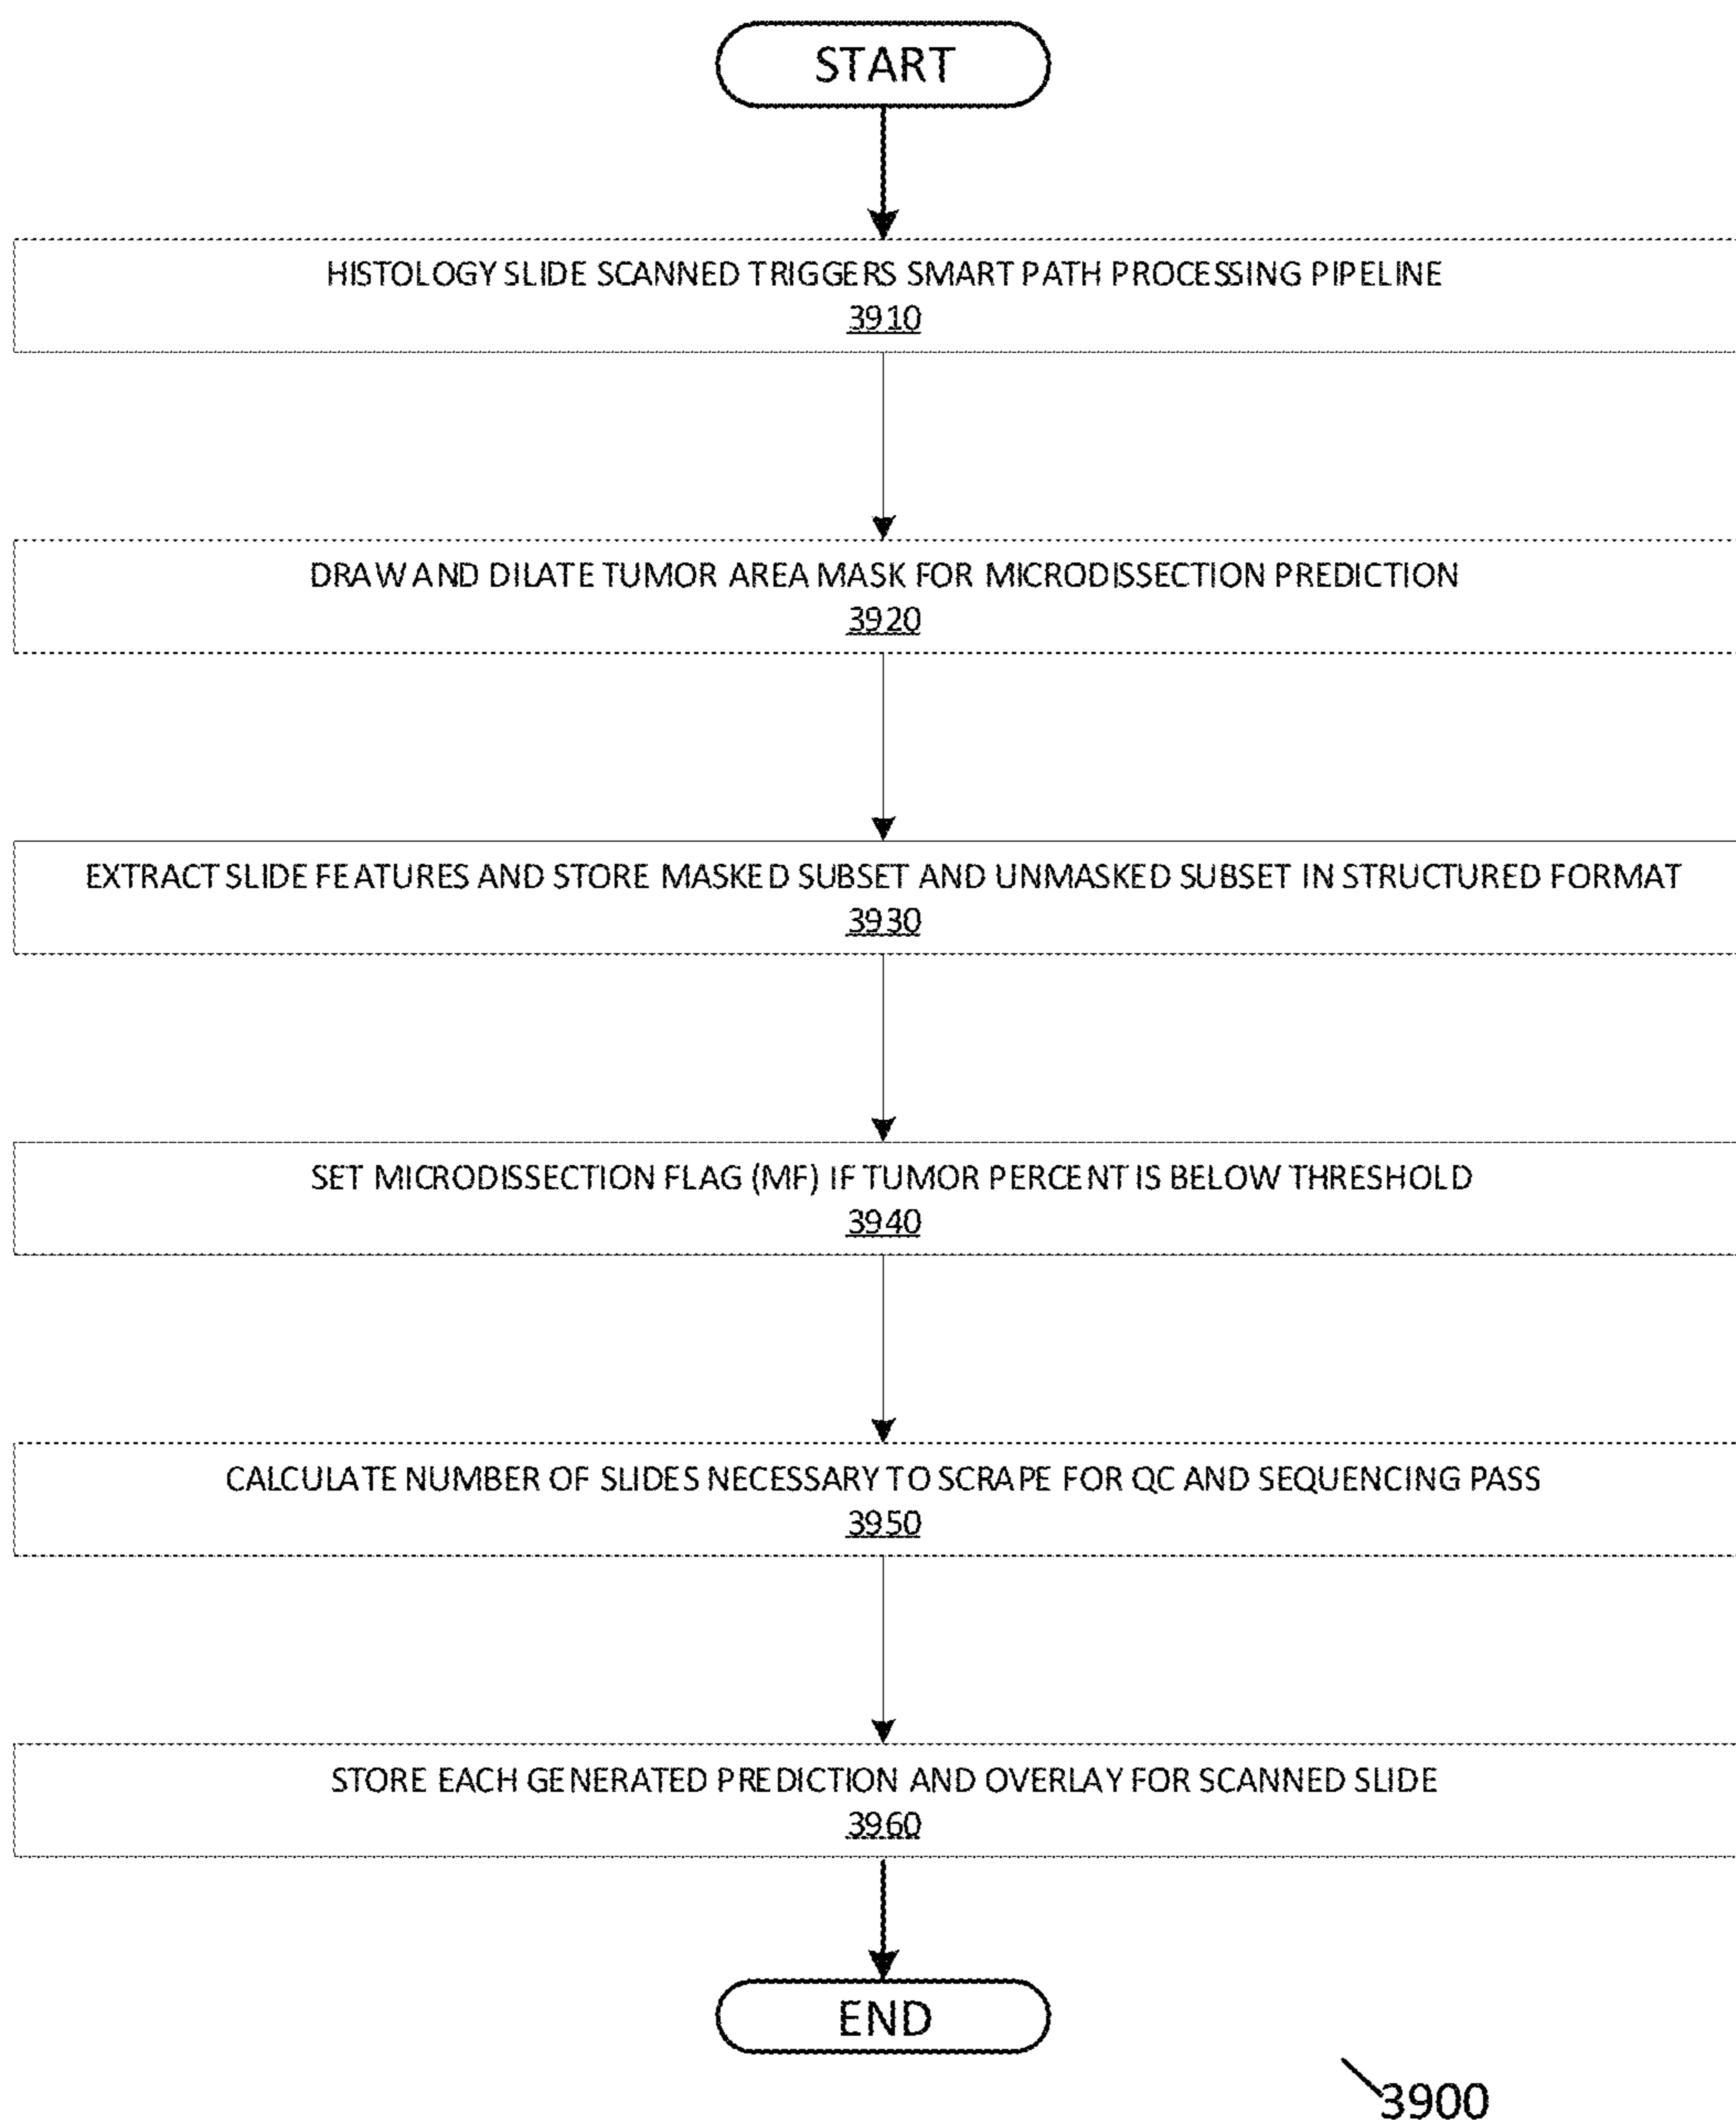 START
HISTOLOGY SLIDE SCANNED TRIGGERS SMART PATH PROCESSING PIPELINE
3910
DRAW AND DILATE TUMOR AREA MASK FOR MICRODISSECTION PREDICTION
3920
EXTRACT SLIDE FEATURES AND STORE MASKED SUBSET AND UNMASKED SUBSET IN STRUCTURED FORMAT
3930
SET MICRODISSECTION FLAG (MF) IF TUMOR PERCENT IS BELOW THRESHOLD
3940
CALCULATE NUMBER OF SLIDES NECESSARY TO SCRAPE FOR QC AND SEQUENCING PASS
3950
STORE EACH GENERATED PREDICTION AND OVERLAY FOR SCANNED SLIDE
3960
END
3900